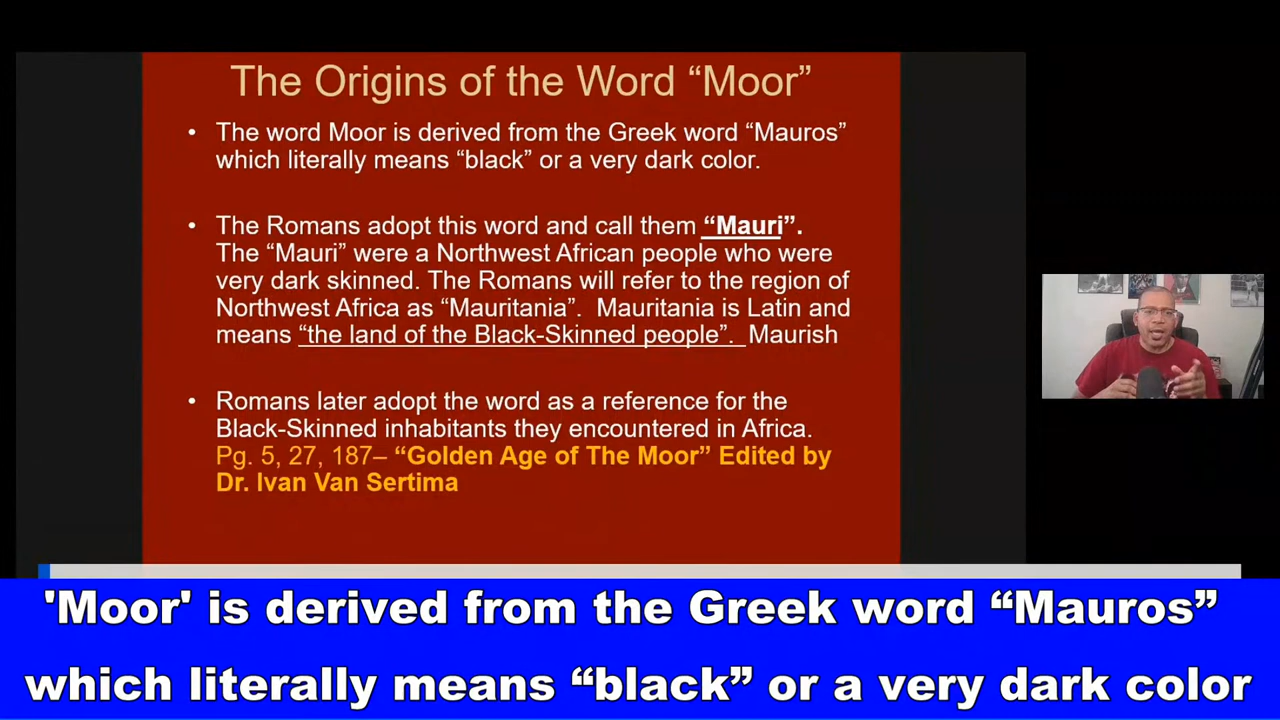 The Origins of the Word “Moor”
• The word Moor is derived from the Greek word “Mauros”
which literally means “black” or a very dark color.
• The Romans adopt this word and call them “Mauri”.
The “Mauri” were a Northwest African people who were
very dark skinned. The Romans will refer to the region of
Northwest Africa as “Mauritania”. Mauritania is Latin and
means “the land of the Black-Skinned people”. Maurish
• Romans later adopt the word as a reference for the
Black-Skinned inhabitants they encountered in Africa.
Pg. 5, 27, 187– “Golden Age of The Moor” Edited by
Dr. Ivan Van Sertima
'Moor' is derived from the Greek word “Mauros”
which literally means “black” or a very dark color